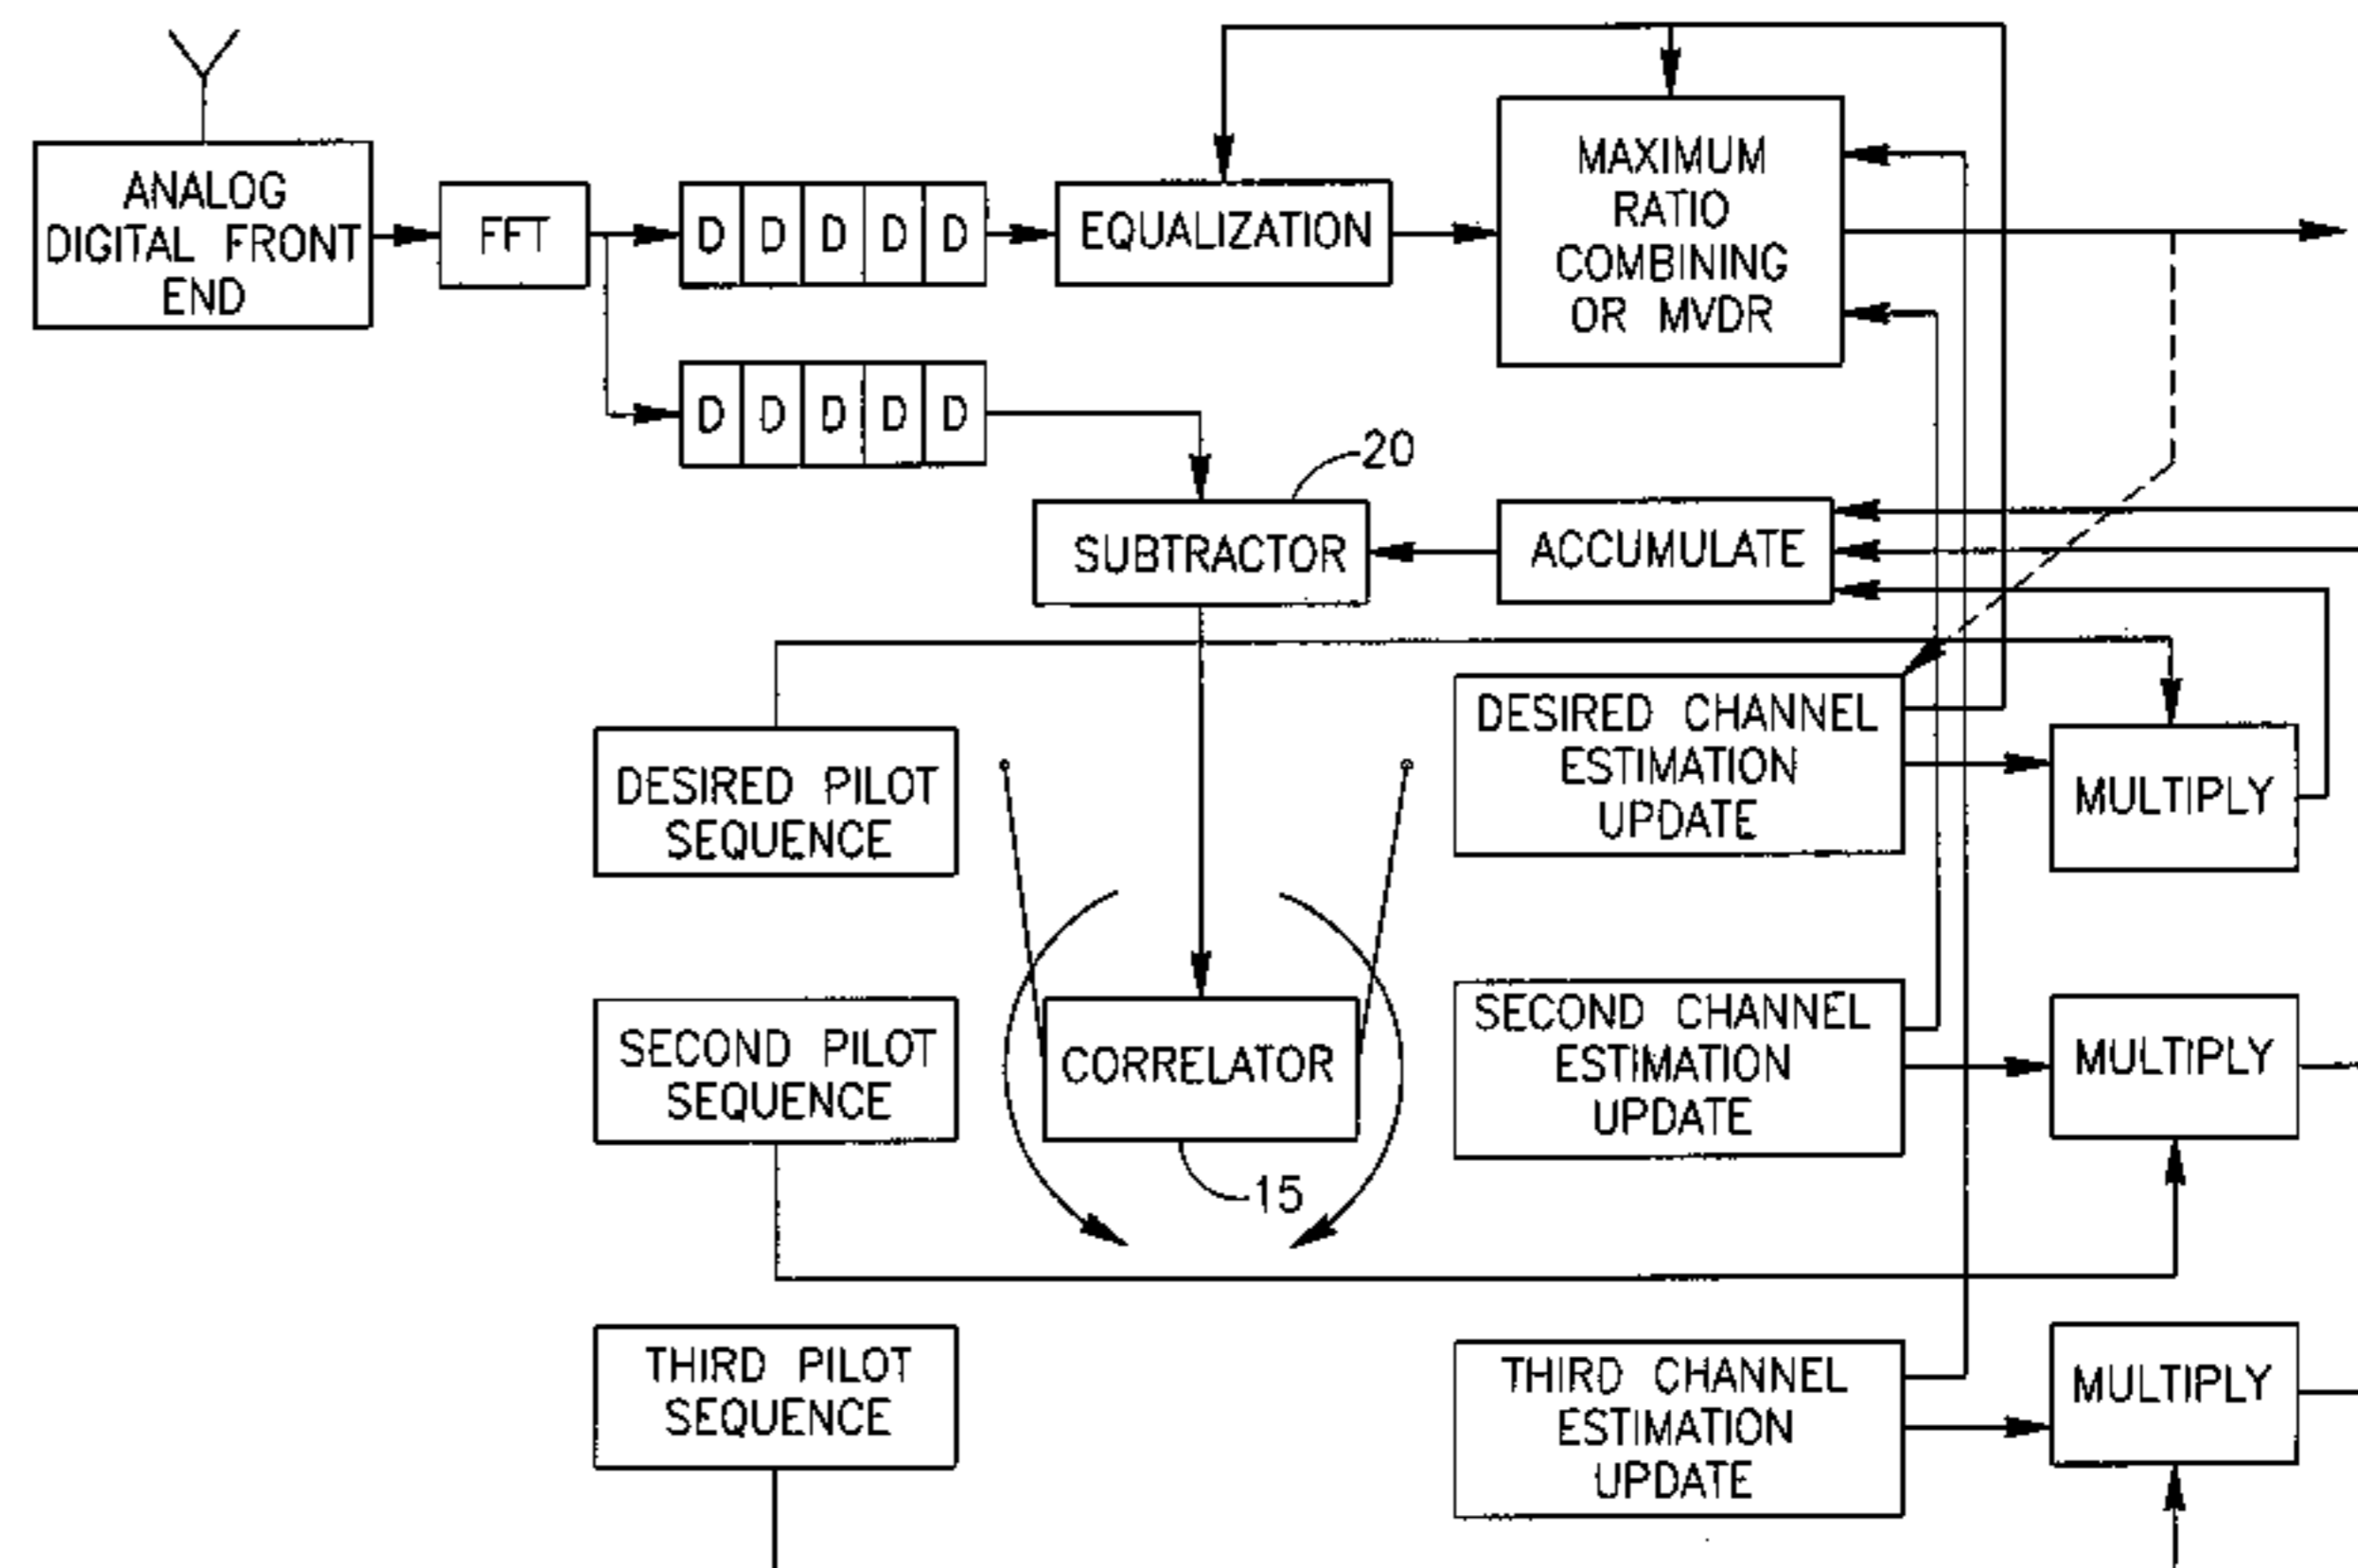 ANALOG
DIGITAL FRONT
END
FFT
D D D D D
EQUALIZATION
MAXIMUM
RATIO
COMBINING
OR MVDR
D D D D D
20
SUBTRACTOR
ACCUMULATE
DESIRED PILOT
SEQUENCE
DESIRED CHANNEL
ESTIMATION
UPDATE
MULTIPLY
SECOND PILOT
SEQUENCE
CORRELATOR
15
SECOND CHANNEL
ESTIMATION
UPDATE
MULTIPLY
THIRD PILOT
SEQUENCE
THIRD CHANNEL
ESTIMATION
UPDATE
MULTIPLY